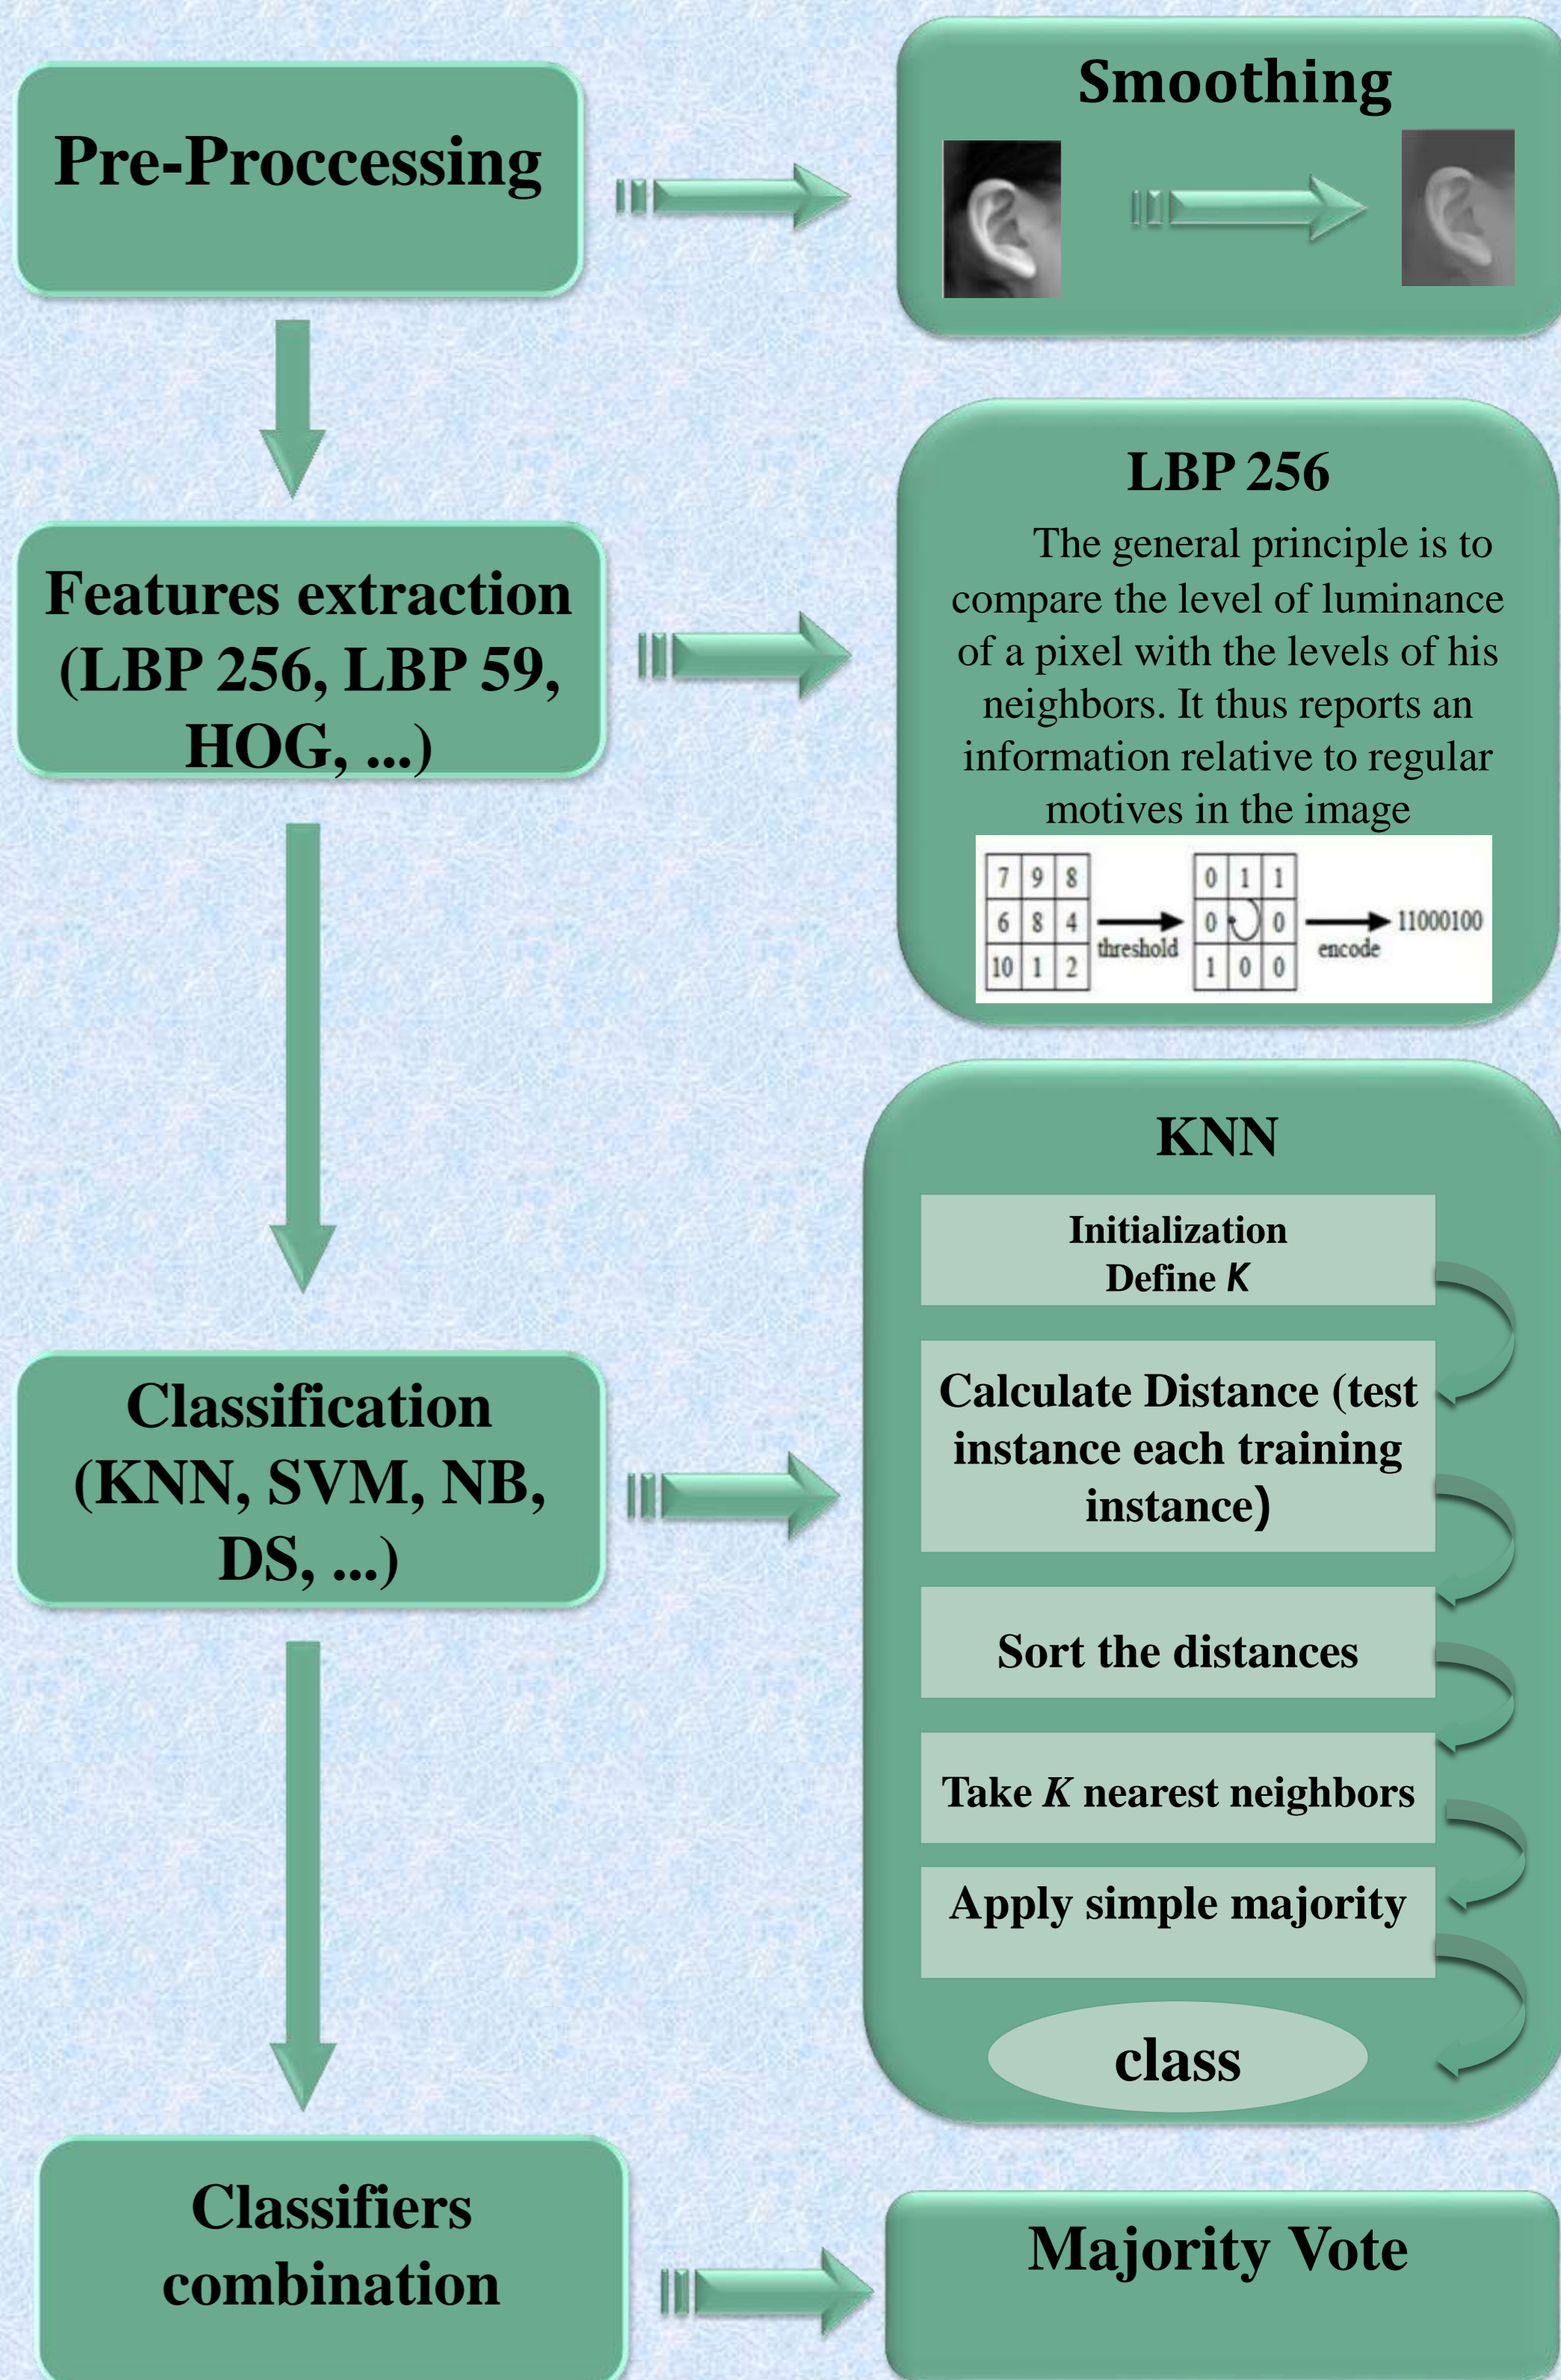 Pre-Proccessing
Smoothing
Features extraction
(LBP 256, LBP 59,
HOG, ...)
LBP 256
The general principle is to
compare the level of luminance
of a pixel with the levels of his
neighbors. It thus reports an
information relative to regular
motives in the image
7 9 8
6 8 4
10 1 2
threshold
0 1 1
0 0
1 0 0
encode
11000100
Classification
(KNN, SVM, NB,
DS, ...)
KNN
Initialization
Define K
Calculate Distance (test
instance each training
instance)
Sort the distances
Take K nearest neighbors
Apply simple majority
class
Classifiers
combination
Majority Vote